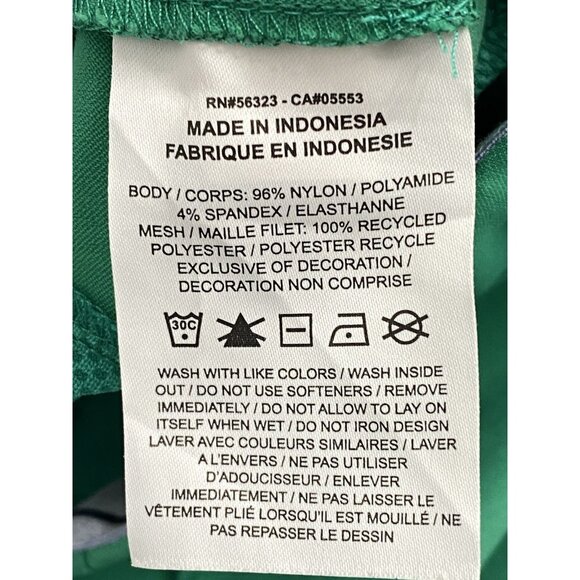 RN#56323 - CA#05553
MADE IN INDONESIA
FABRIQUE EN INDONESIE
BODY / CORPS: 96% NYLON / POLYAMIDE
4% SPANDEX / ELASTHANNE
MESH / MAILLE FILET: 100% RECYCLED
POLYESTER / POLYESTER RECYCLE
EXCLUSIVE OF DECORATION /
DECORATION NON COMPRISE
30C
WASH WITH LIKE COLORS / WASH INSIDE
OUT / DO NOT USE SOFTENERS / REMOVE
IMMEDIATELY / DO NOT ALLOW TO LAY ON
ITSELF WHEN WET / DO NOT IRON DESIGN
LAVER AVEC COULEURS SIMILAIRES / LAVER
A L'ENVERS / NE PAS UTILISER
D'ADOUCISSEUR / ENLEVER
IMMEDIATEMENT / NE PAS LAISSER LE
VÊTEMENT PLIÉ LORSQU'IL EST MOUILLÉ / NE
PAS REPASSER LE DESSIN